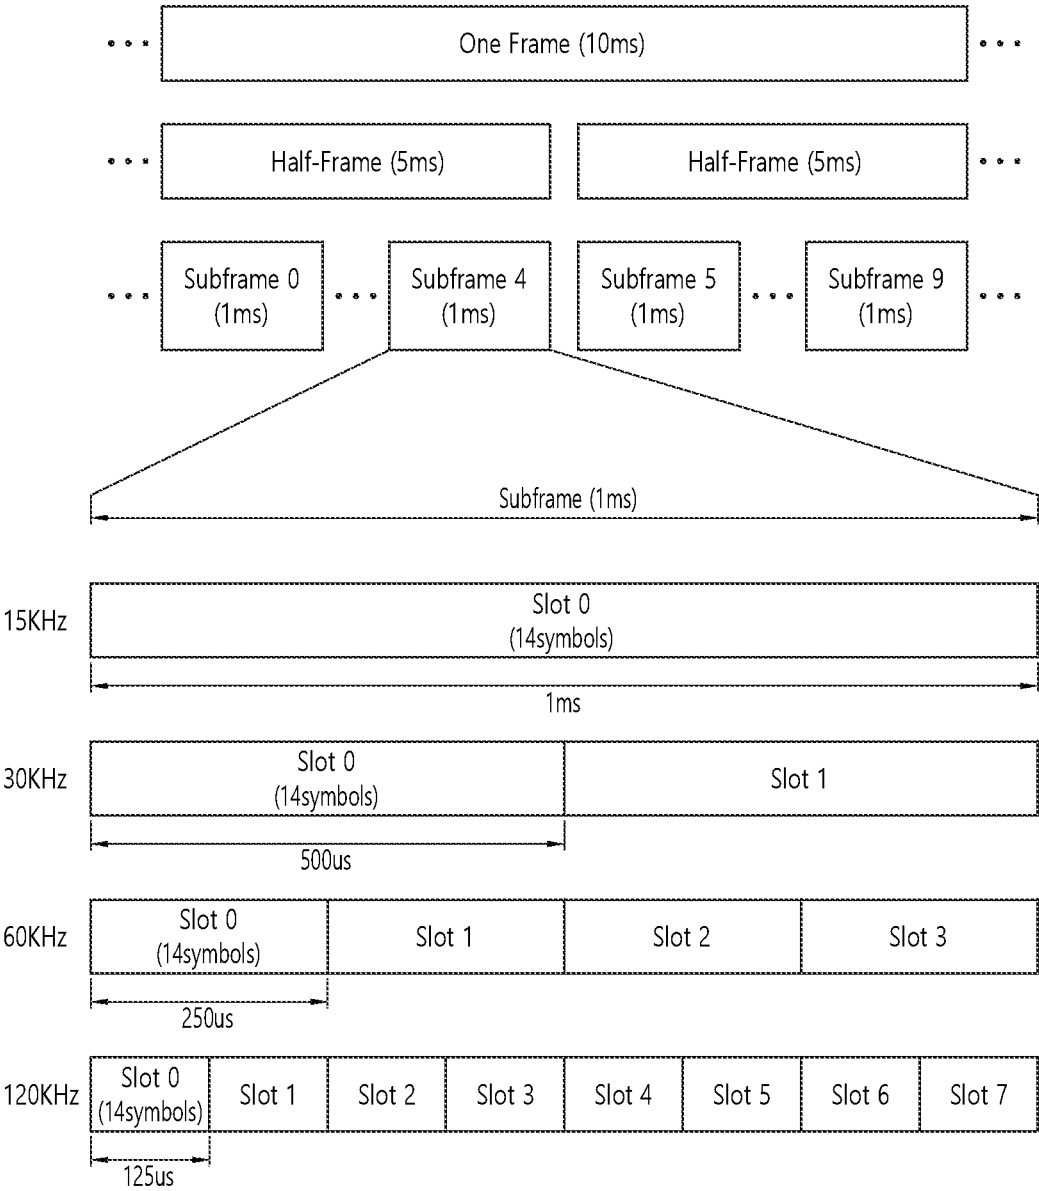 One Frame (10ms)
Half-Frame (5ms)
Half-Frame (5ms)
Subframe 0
(1ms)
Subframe 4
(1ms)
Subframe 5
(1ms)
Subframe 9
(1ms)
Subframe (1ms)
15KHz
Slot 0
(14symbols)
1ms
30KHz
Slot 0
(14symbols)
Slot 1
500us
60KHz
Slot 0
(14symbols)
Slot 1
Slot 2
Slot 3
250us
120KHz
Slot 0
(14symbols)
Slot 1
Slot 2
Slot 3
Slot 4
Slot 5
Slot 6
Slot 7
125us